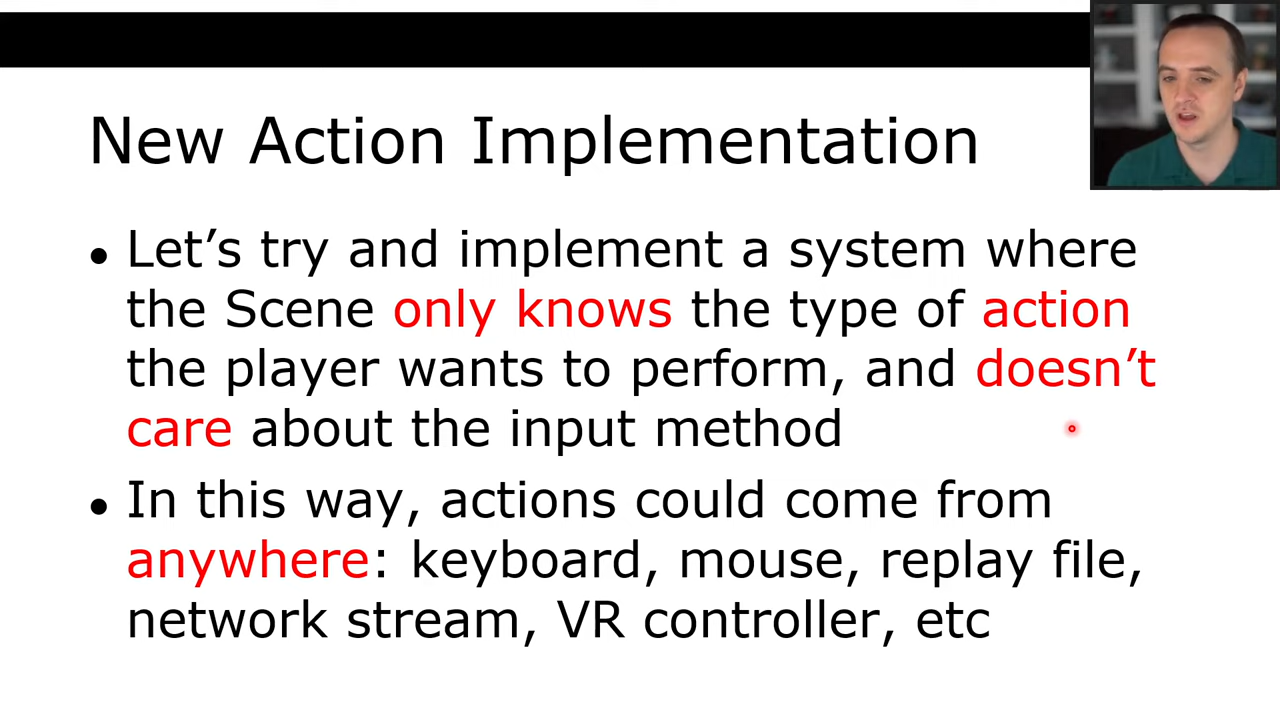 New Action Implementation
• Let’s try and implement a system where
the Scene only knows the type of action
the player wants to perform, and doesn’t
care about the input method
• In this way, actions could come from
anywhere: keyboard, mouse, replay file,
network stream, VR controller, etc